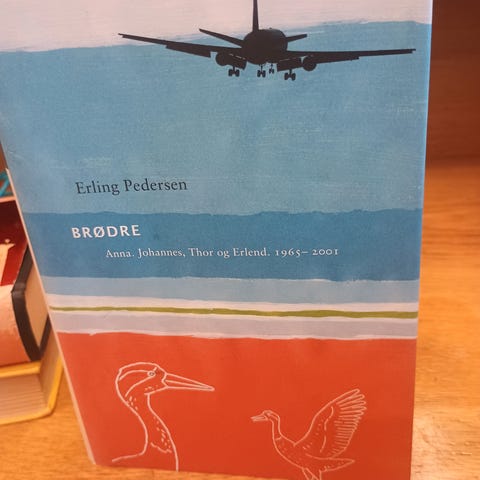 Erling Pedersen
BRØDRE
Anna. Johannes, Thor og Erlend. 1965–2001